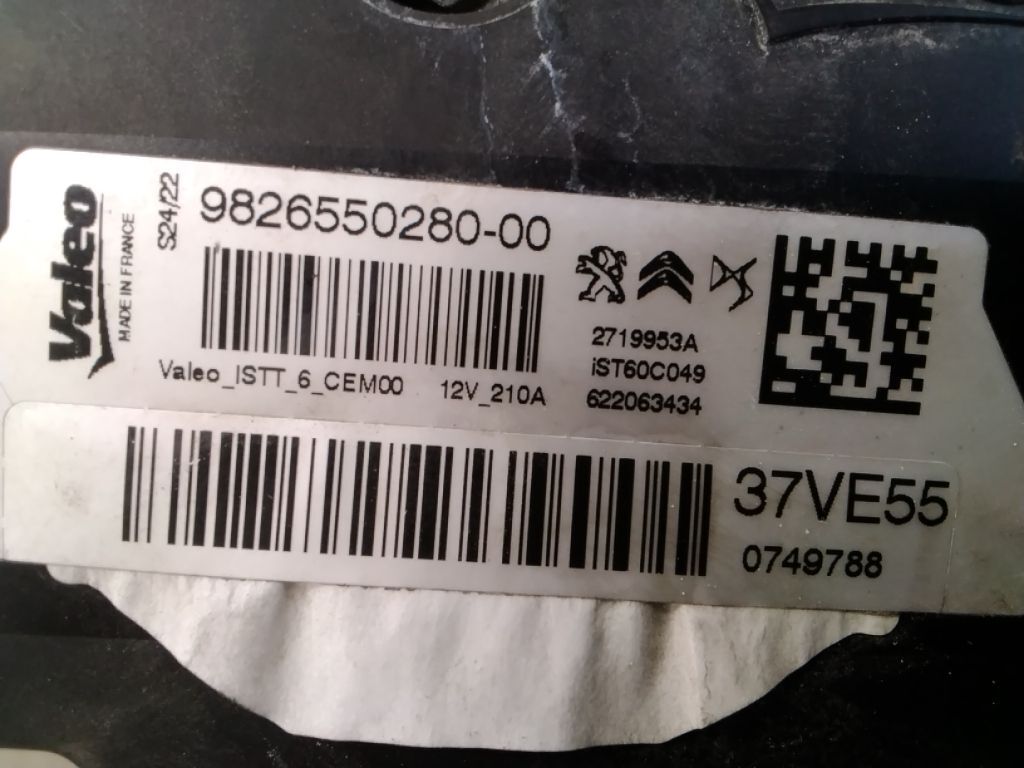 Valeo
MADE IN FRANCE
S24/22
9826550280-00
2719953A
iST60C049
622063434
Valeo_ISTT_6_CEM00 12V_210A
37VE55
0749788